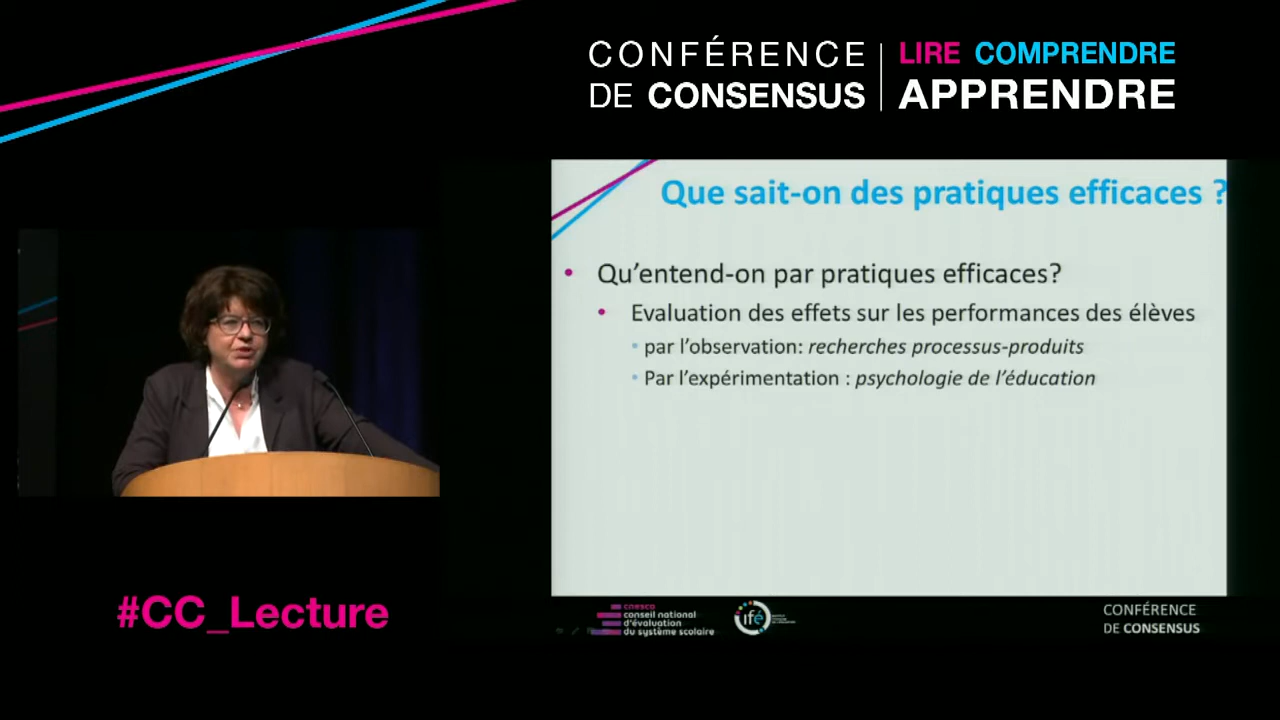 CONFÉRENCE
DE CONSENSUS
LIRE COMPRENDRE
APPRENDRE
Que sait-on des pratiques efficaces ?
• Qu’entend-on par pratiques efficaces?
• Evaluation des effets sur les performances des élèves
• par l’observation: recherches processus-produits
• Par l’expérimentation : psychologie de l’éducation
#CC_Lecture
cnesco
conseil national
d'évaluation
du système scolaire
ifé
CONFÉRENCE
DE CONSENSUS